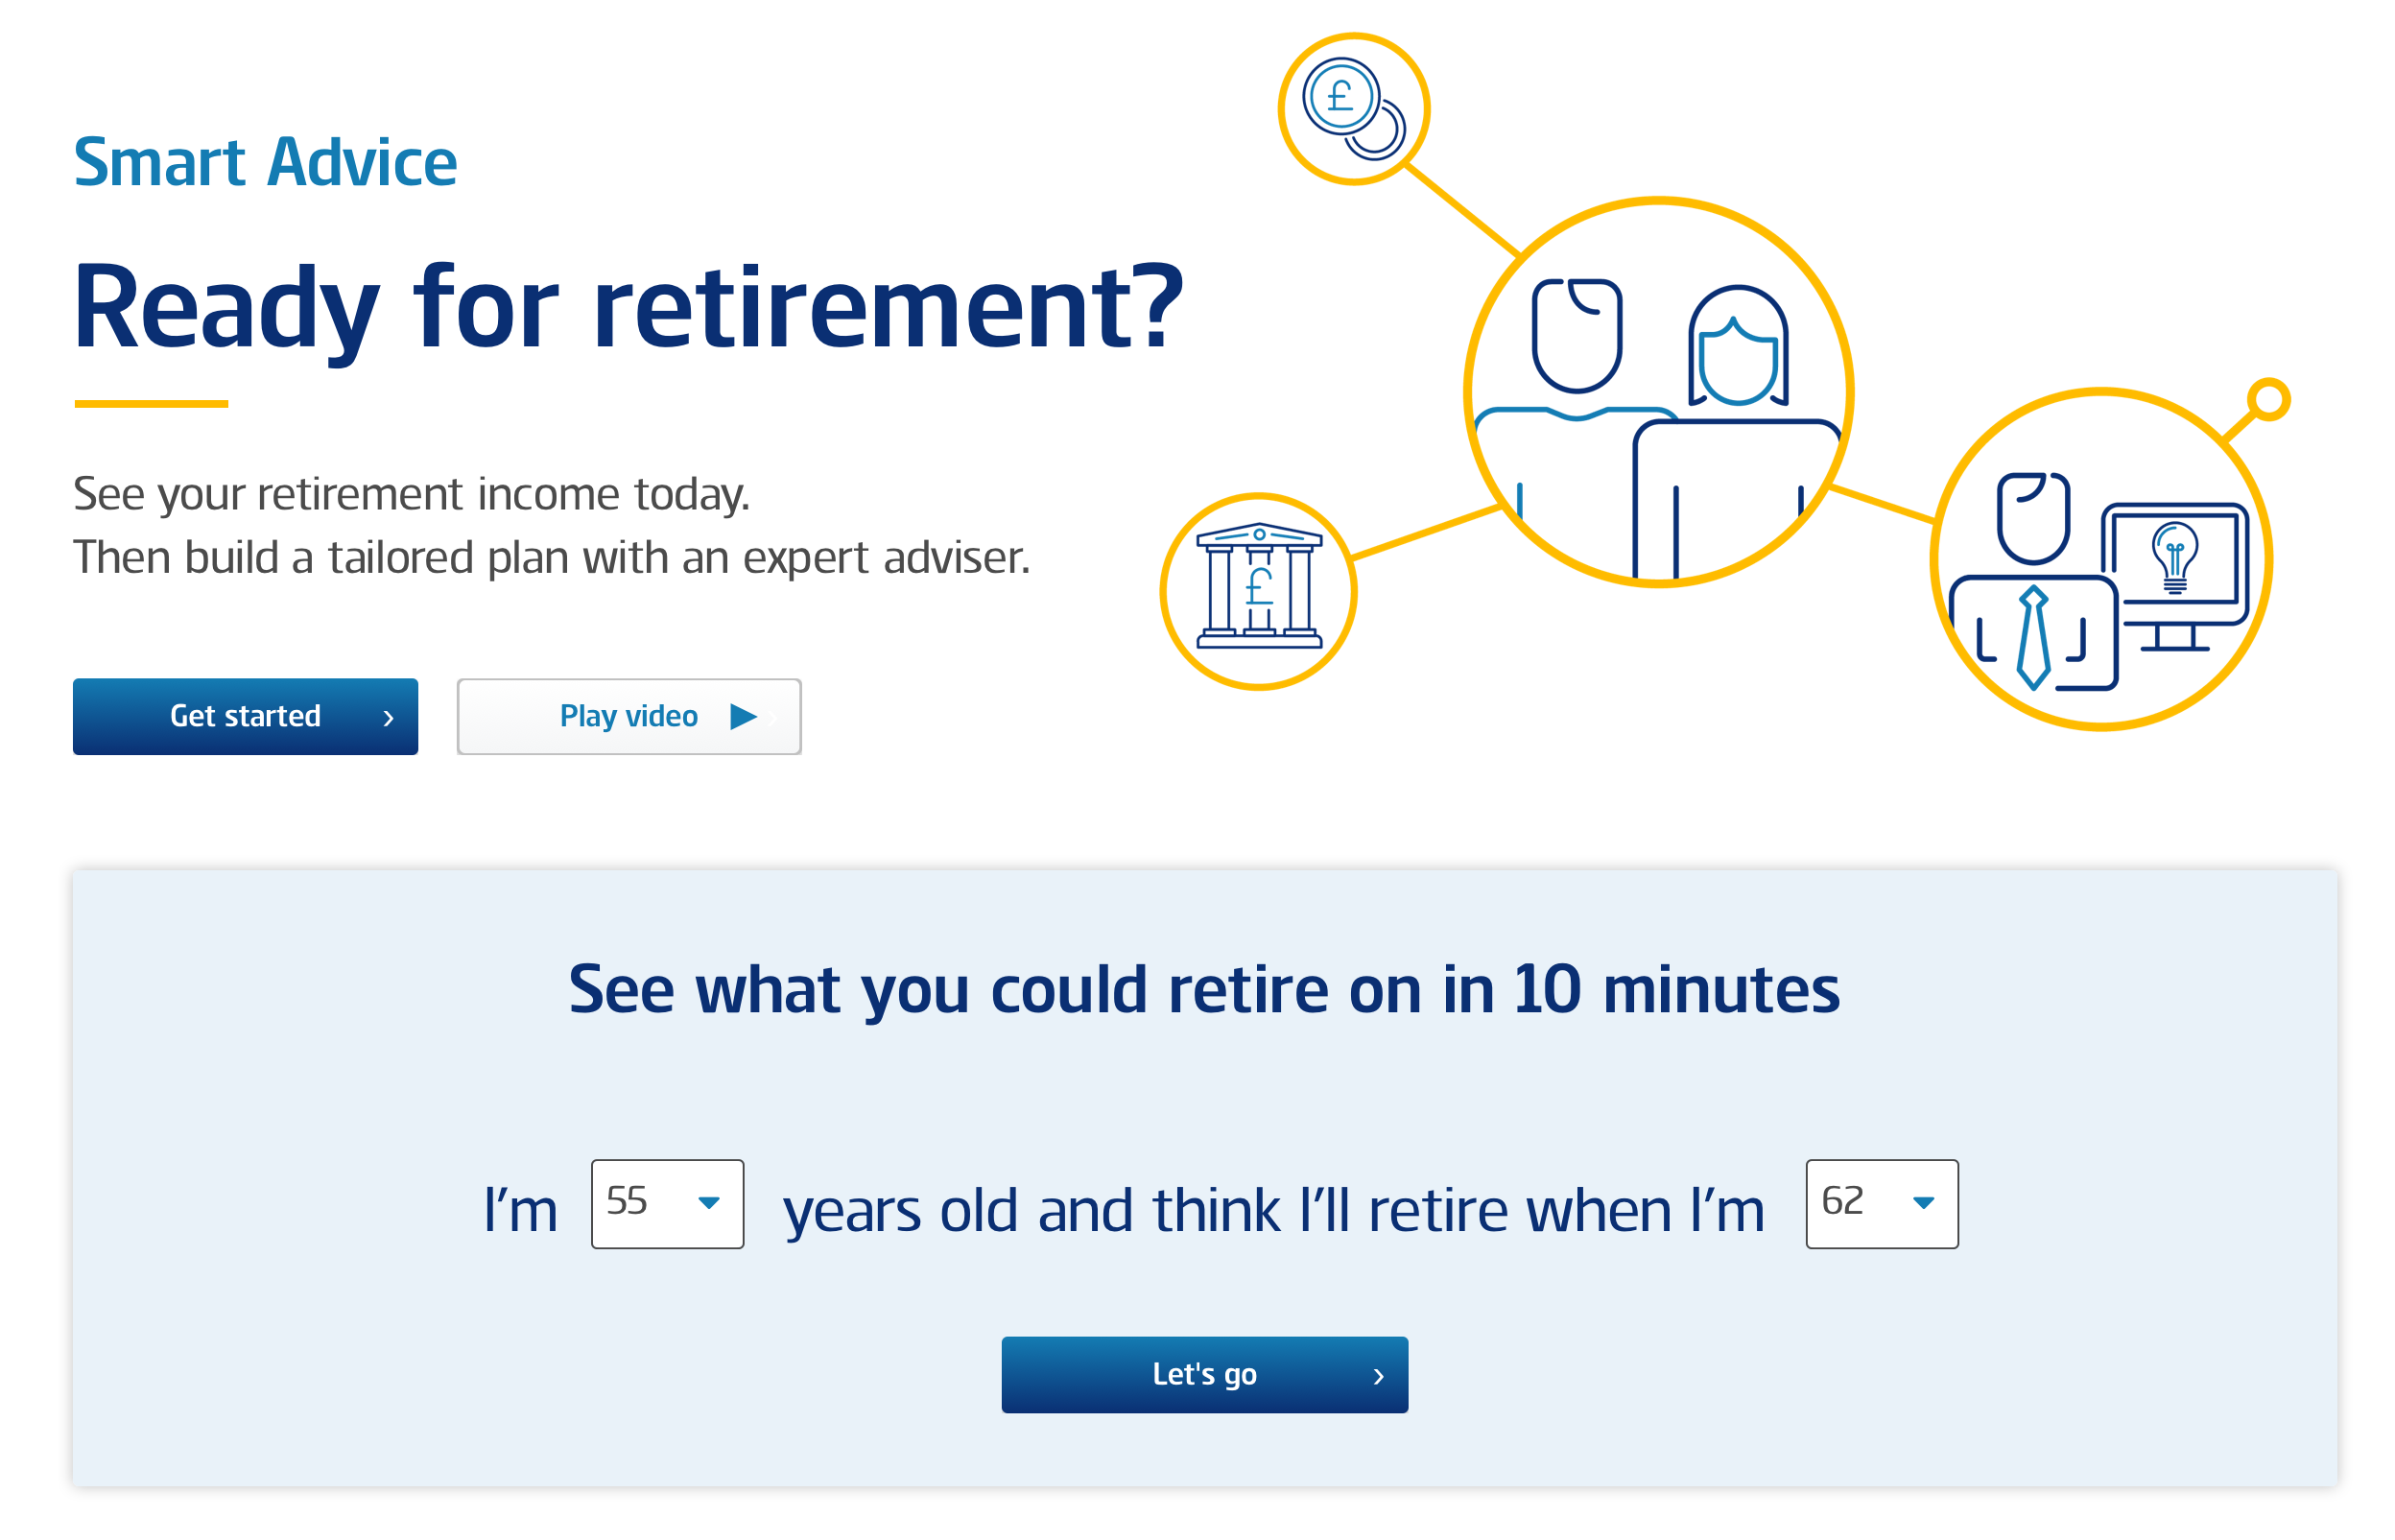 Smart Advice
Ready for retirement?
See your retirement income today.
Then build a tailored plan with an expert adviser.
Get started ›
Play video ▶
£
£
See what you could retire on in 10 minutes
I’m 55 years old and think I’ll retire when I’m 62
Let's go ›